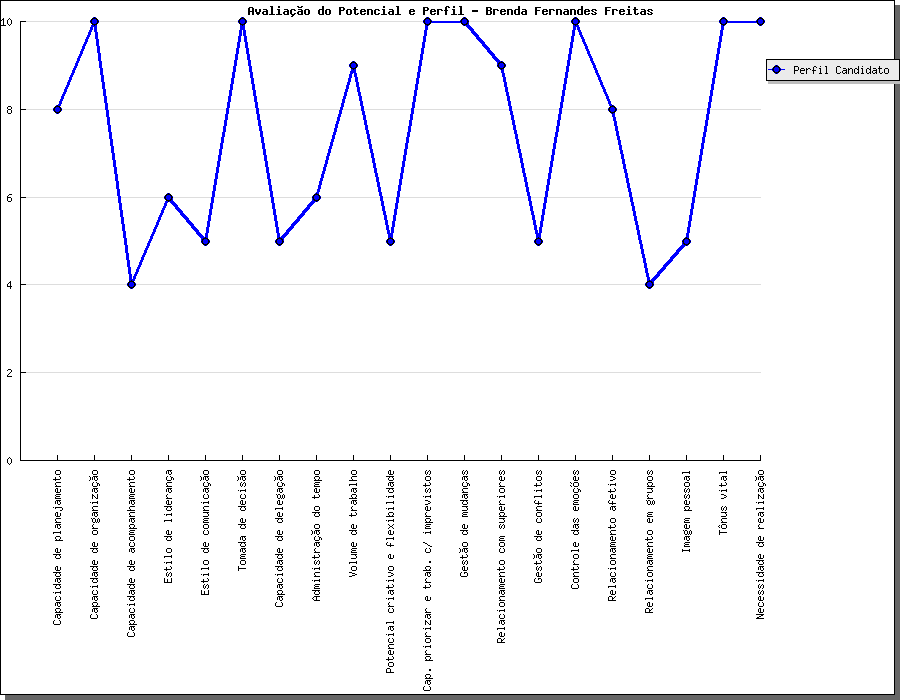 Avaliação do Potencial e Perfil - Brenda Fernandes Freitas
10
8
6
4
2
0
Perfil Candidato
Capacidade de planejamento
Capacidade de organização
Capacidade de acompanhamento
Estilo de liderança
Estilo de comunicação
Tomada de decisão
Capacidade de delegação
Administração do tempo
Volume de trabalho
Potencial criativo e flexibilidade
Cap. priorizar e trab. c/ imprevistos
Gestão de mudanças
Relacionamento com superiores
Gestão de conflitos
Controle das emoções
Relacionamento afetivo
Relacionamento em grupos
Imagem pessoal
Tônus vital
Necessidade de realização